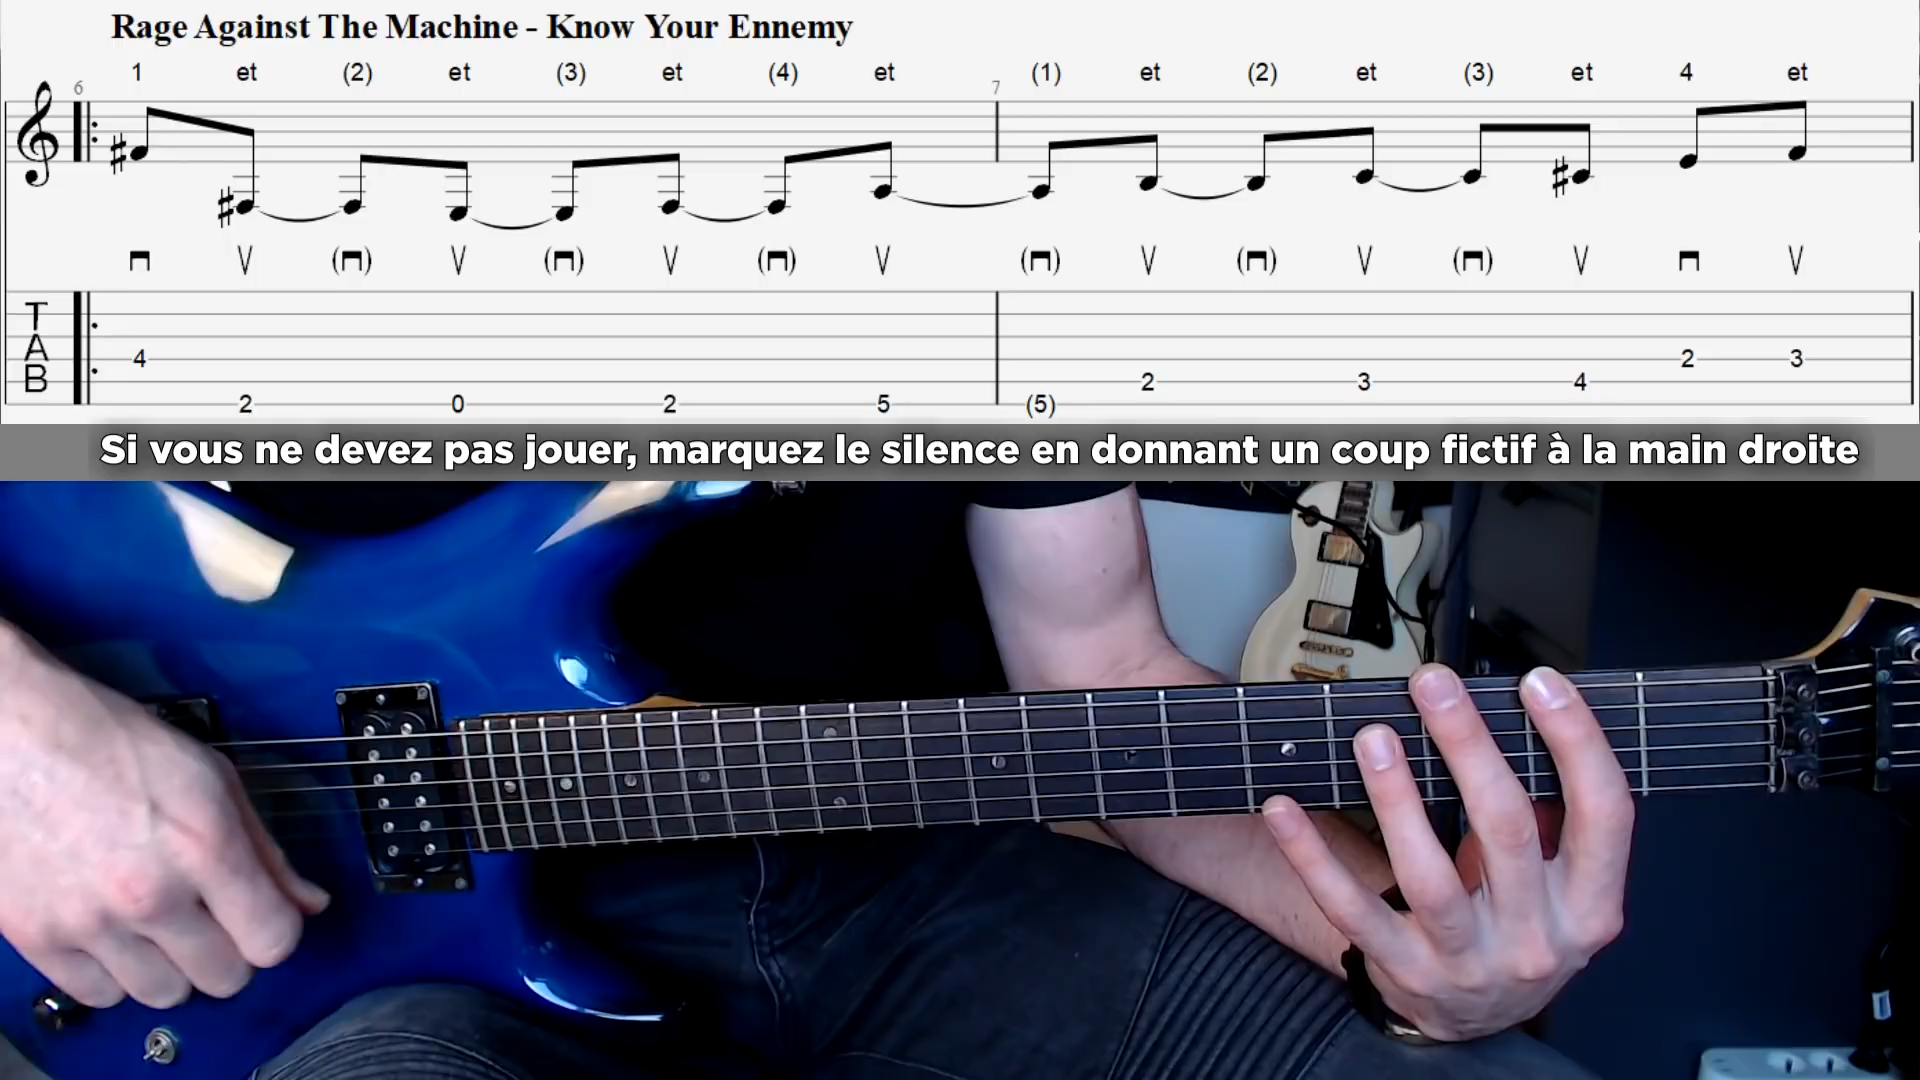 Rage Against The Machine - Know Your Ennemy
1 et (2) et (3) et (4) et (1) et (2) et (3) et 4 et
6 7
T
A
B
4 2 3
2 3 4
2 0 2 5 (5)
Si vous ne devez pas jouer, marquez le silence en donnant un coup fictif à la main droite